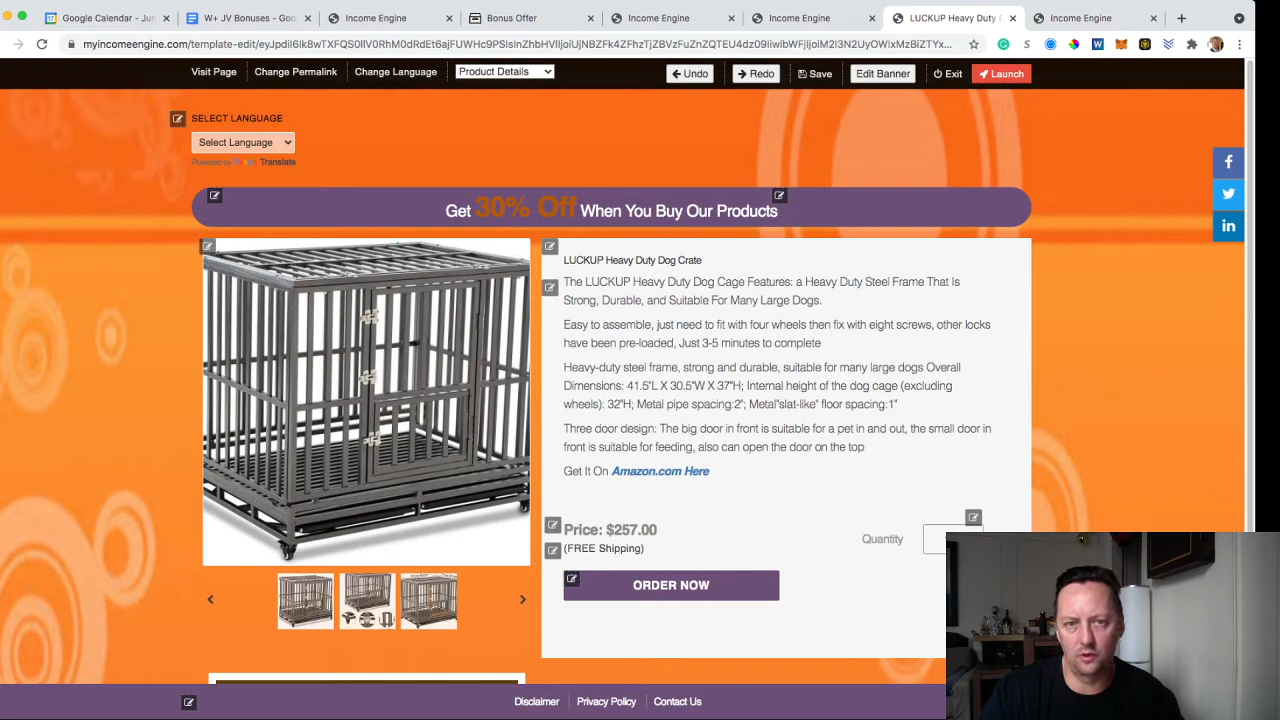 Google Calendar - Jun
W+ JV Bonuses - Goo
Income Engine
Bonus Offer
Income Engine
Income Engine
LUCKUP Heavy Duty D
Income Engine
myincomeengine.com/template-edit/
Visit Page
Change Permalink
Change Language
Product Details
Undo
Redo
Save
Edit Banner
Exit
Launch
SELECT LANGUAGE
Select Language
Powered by Google Translate
Get 30% Off When You Buy Our Products
LUCKUP Heavy Duty Dog Crate
The LUCKUP Heavy Duty Dog Cage Features: a Heavy Duty Steel Frame That Is
Strong, Durable, and Suitable For Many Large Dogs.
Easy to assemble, just need to fit with four wheels then fix with eight screws, other locks
have been pre-loaded, Just 3-5 minutes to complete
Heavy-duty steel frame, strong and durable, suitable for many large dogs Overall
Dimensions: 41.5"L X 30.5"W X 37"H; Internal height of the dog cage (excluding
wheels): 32"H; Metal pipe spacing:2"; Metal"slat-like" floor spacing:1"
Three door design: The big door in front is suitable for a pet in and out, the small door in
front is suitable for feeding, also can open the door on the top
Get It On Amazon.com Here
Price: $257.00
(FREE Shipping)
Quantity
ORDER NOW
Disclaimer
Privacy Policy
Contact Us